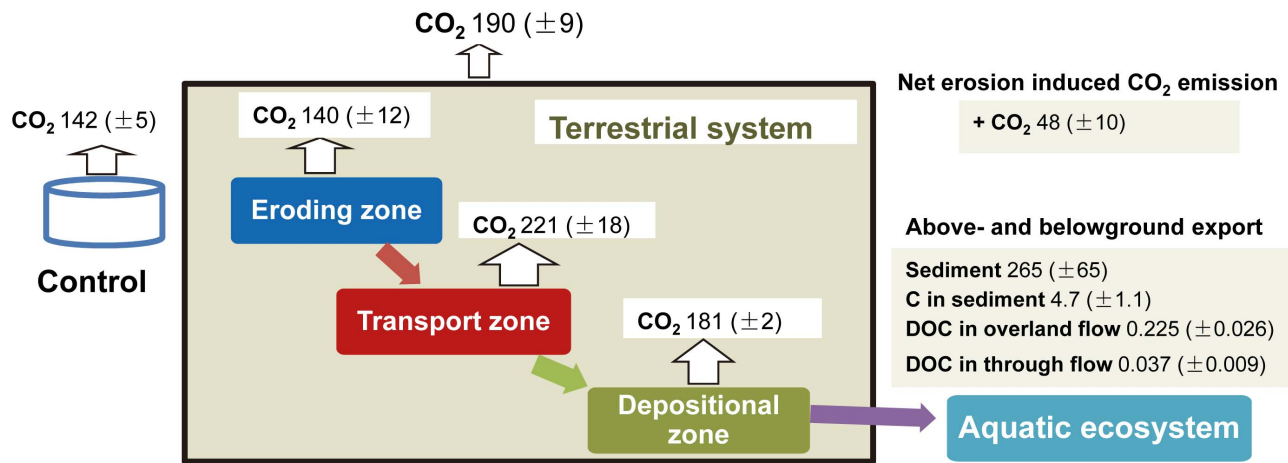 CO₂ 190 (±9)
CO₂ 142 (±5)
Control
CO₂ 140 (±12)
Terrestrial system
Eroding zone
CO₂ 221 (±18)
Transport zone
CO₂ 181 (±2)
Depositional
zone
Net erosion induced CO₂ emission
+ CO₂ 48 (±10)
Above- and belowground export
Sediment 265 (±65)
C in sediment 4.7 (±1.1)
DOC in overland flow 0.225 (±0.026)
DOC in through flow 0.037 (±0.009)
Aquatic ecosystem